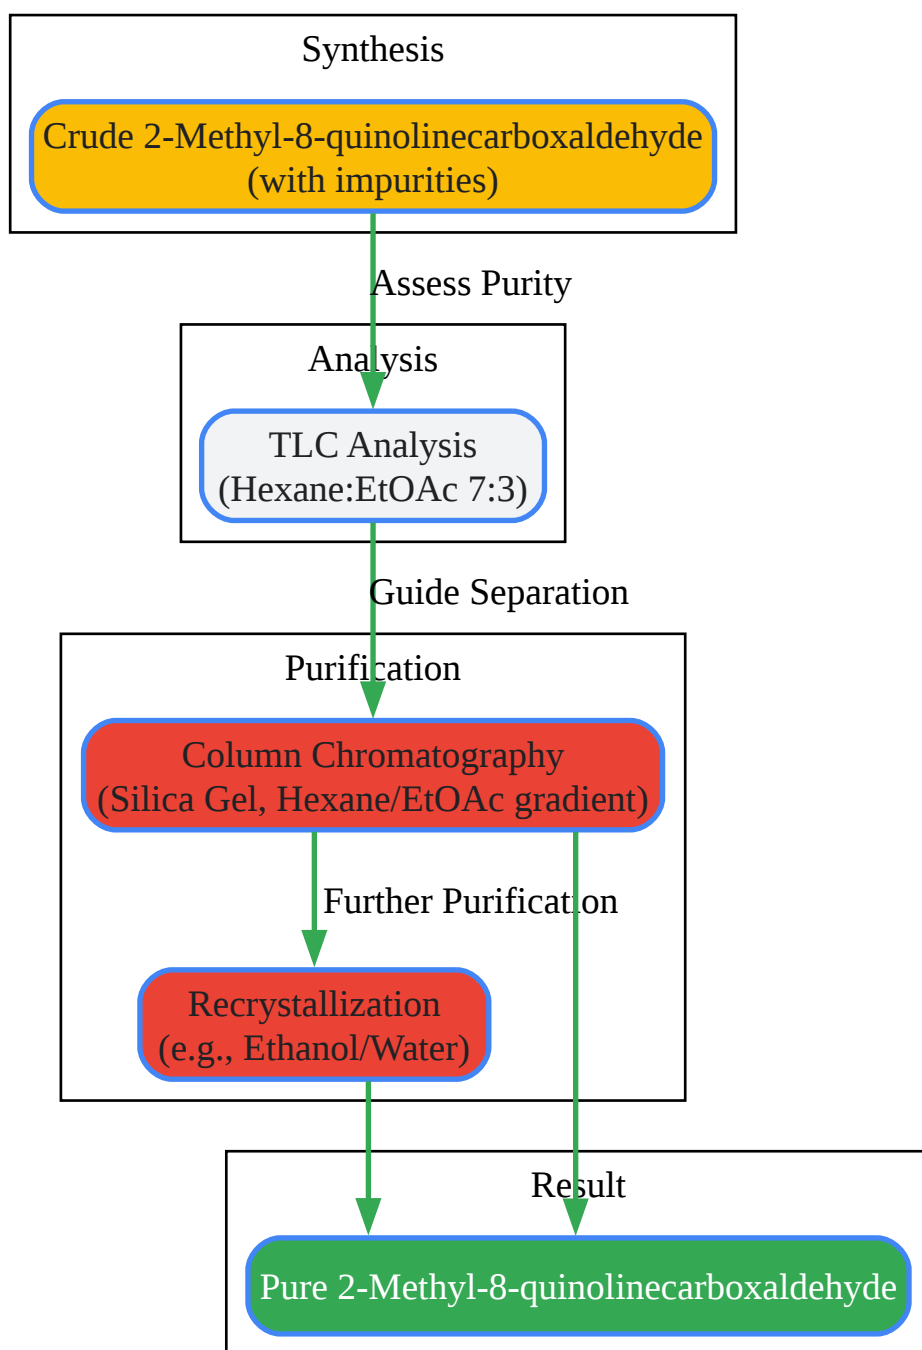 Synthesis
Crude 2-Methyl-8-quinolinecarboxaldehyde
(with impurities)
Assess Purity
Analysis
TLC Analysis
(Hexane:EtOAc 7:3)
Guide Separation
Purification
Column Chromatography
(Silica Gel, Hexane/EtOAc gradient)
Further Purification
Recrystallization
(e.g., Ethanol/Water)
Result
Pure 2-Methyl-8-quinolinecarboxaldehyde